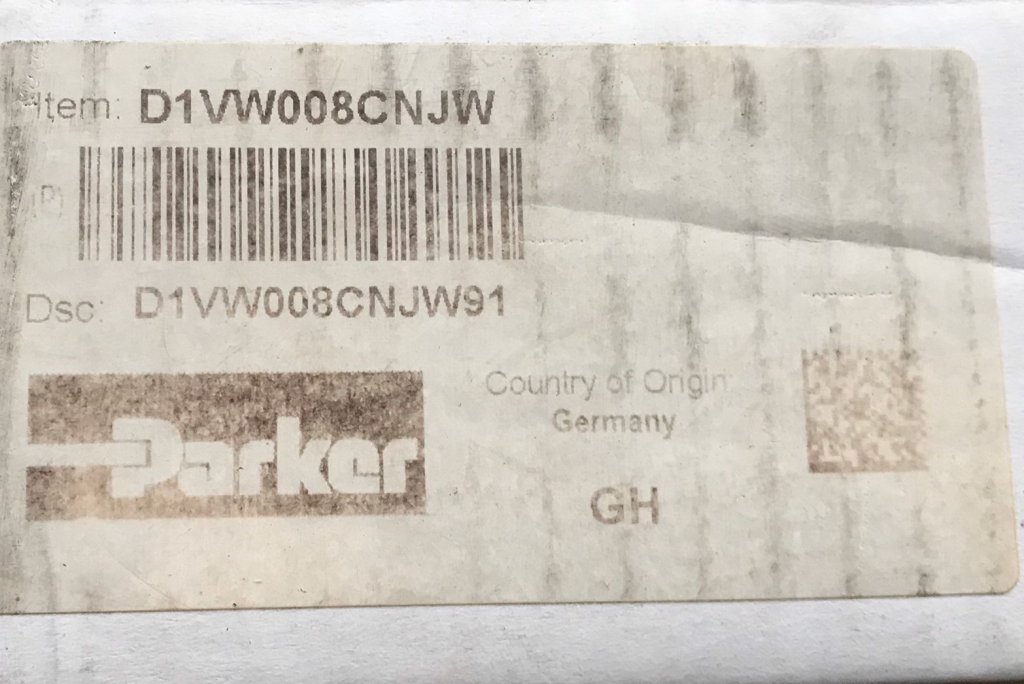 Item: D1VW008CNJW
(P)
Dsc: D1VW008CNJW91
Parker
Country of Origin:
Germany
GH